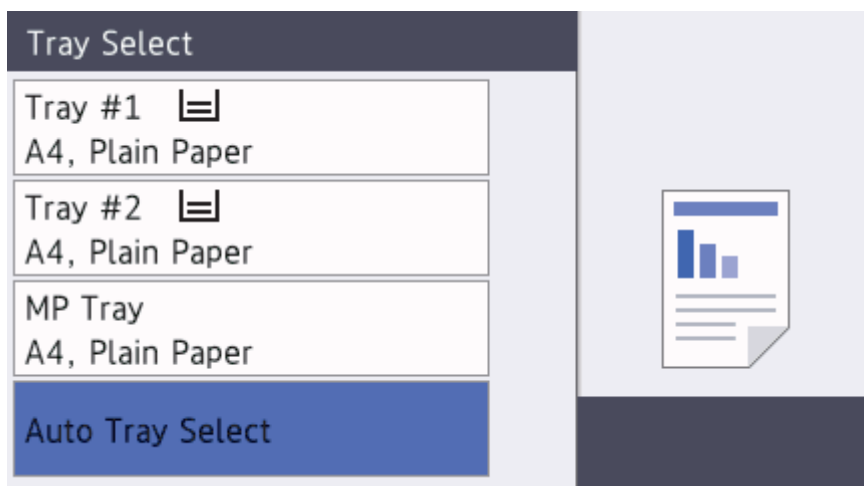 Tray Select
Tray #1
A4, Plain Paper
Tray #2
A4, Plain Paper
MP Tray
A4, Plain Paper
Auto Tray Select